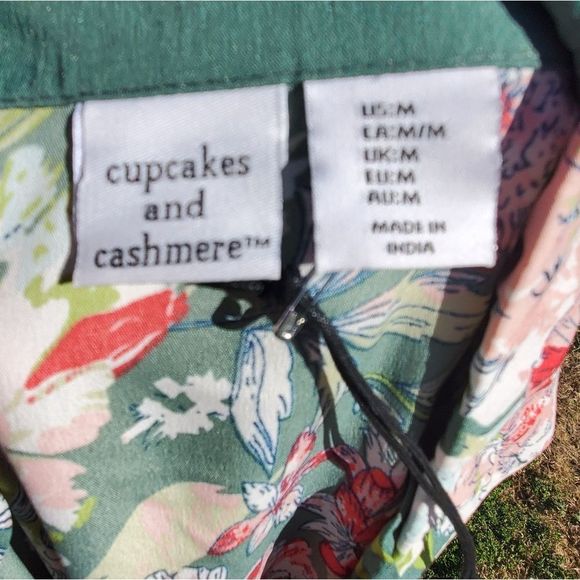 cupcakes
and
cashmere™
US:M
CA:M/M
UK:M
EU:M
AU:M
MADE IN
INDIA